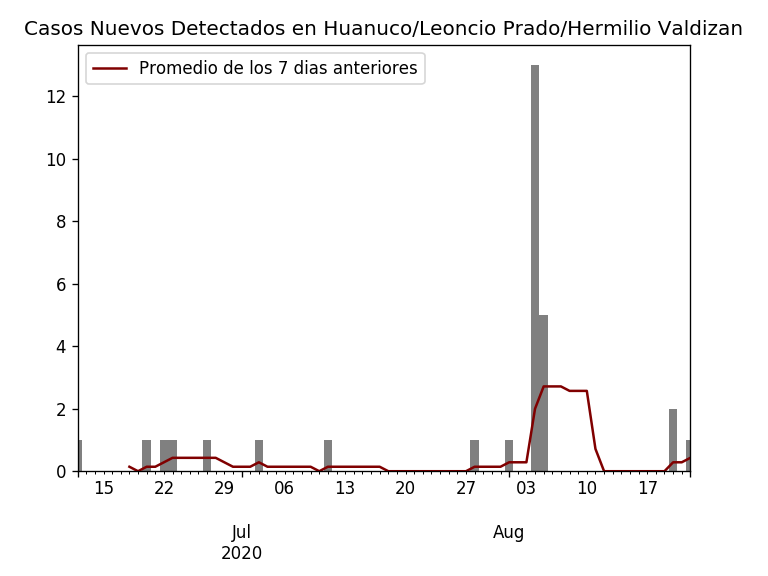 Casos Nuevos Detectados en Huanuco/Leoncio Prado/Hermilio Valdizan
Promedio de los 7 dias anteriores
12
10
8
6
4
2
0
15 22 29 06 13 20 27 03 10 17
Jul Aug
2020